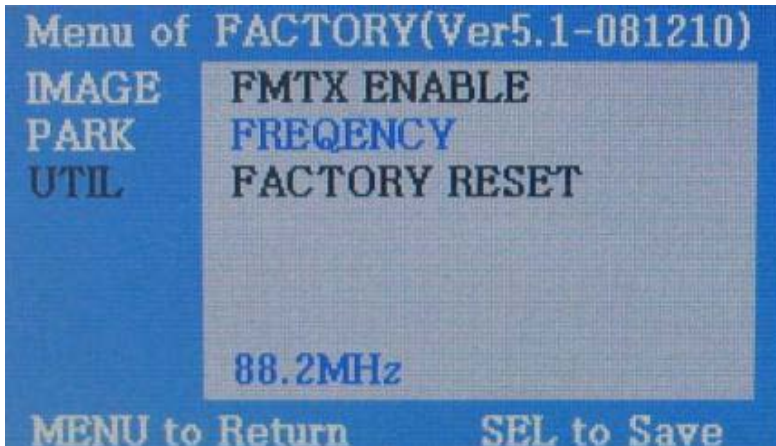 Menu of FACTORY(Ver5.1-081210)
IMAGE FMTX ENABLE
PARK FREQENCY
UTIL FACTORY RESET
88.2MHz
MENU to Return SEL to Save